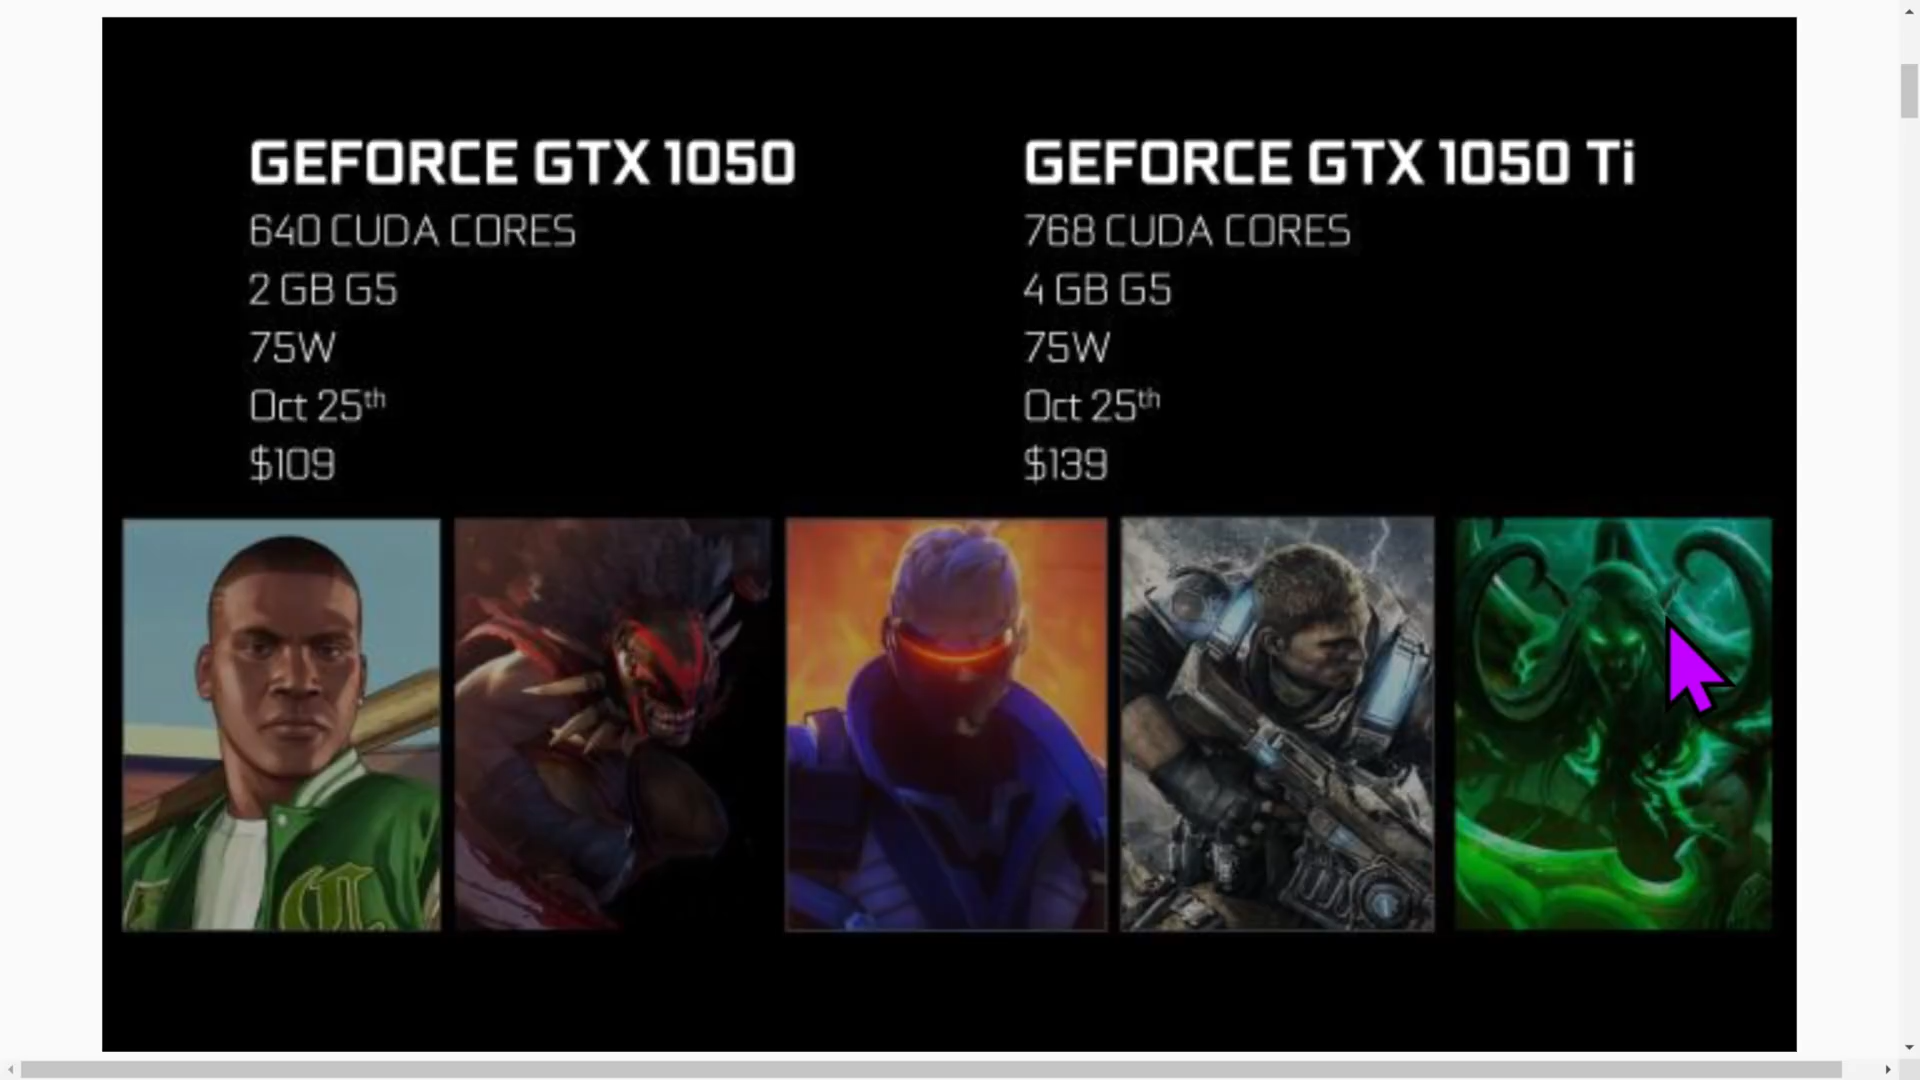 GEFORCE GTX 1050
640 CUDA CORES
2 GB G5
75W
Oct 25th
$109
GEFORCE GTX 1050 Ti
768 CUDA CORES
4 GB G5
75W
Oct 25th
$139